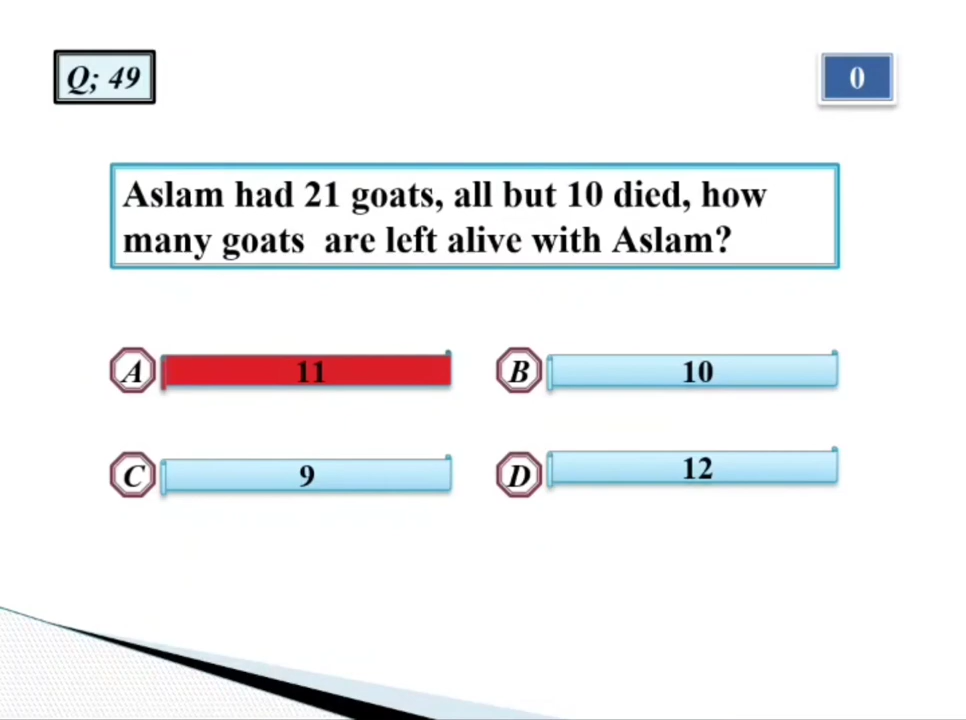 Q; 49
0
Aslam had 21 goats, all but 10 died, how
many goats are left alive with Aslam?
A 11
B 10
C 9
D 12